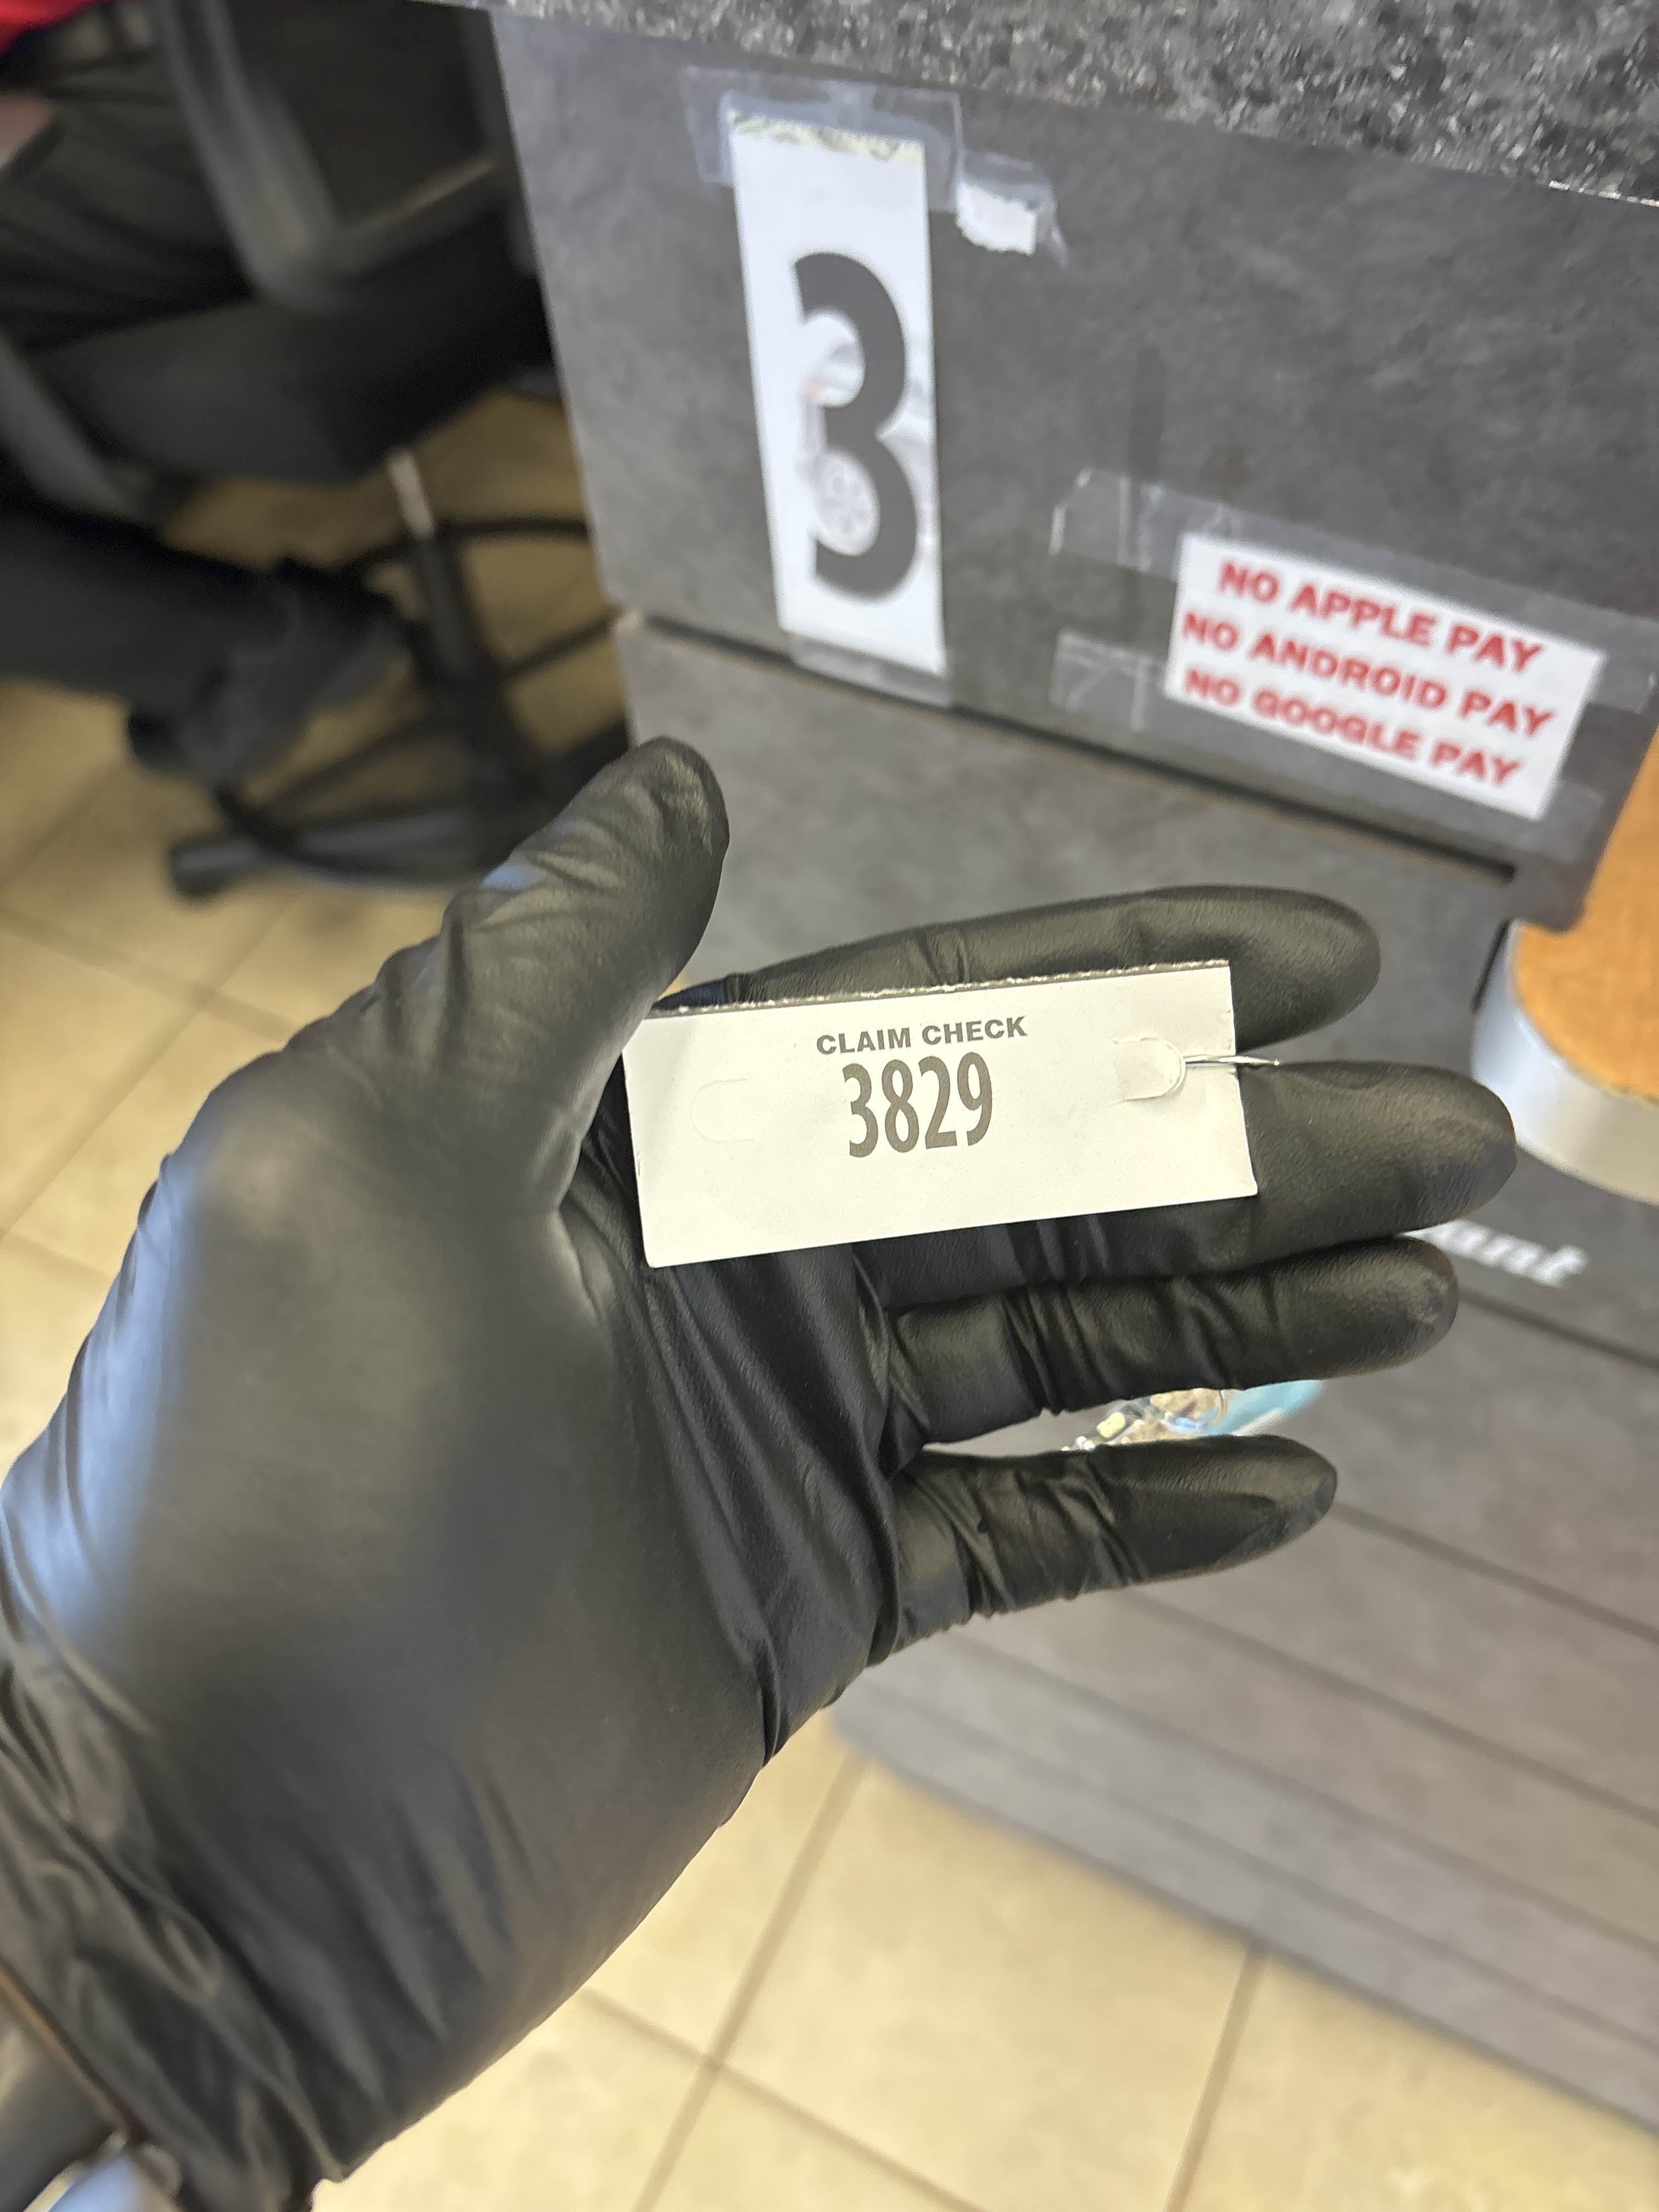 3
NO APPLE PAY
NO ANDROID PAY
NO GOOGLE PAY
CLAIM CHECK
3829